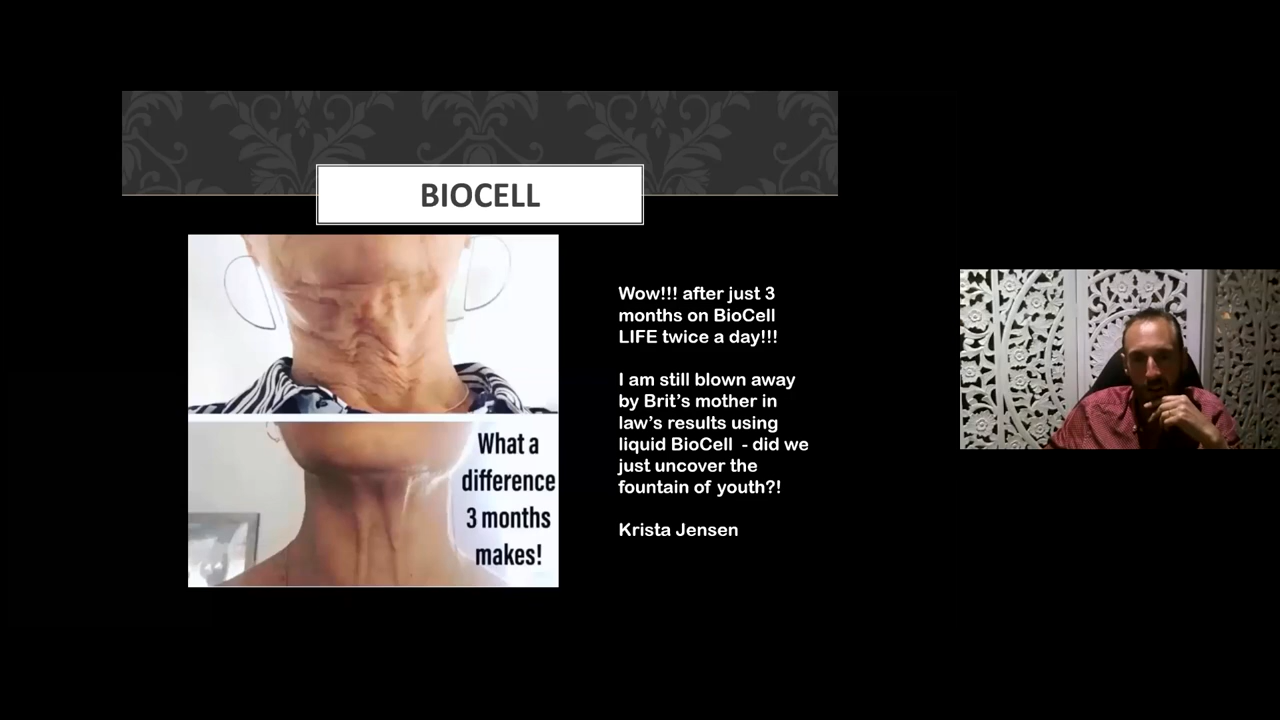 BIOCELL
What a
difference
3 months
makes!
Wow!!! after just 3
months on BioCell
LIFE twice a day!!!
I am still blown away
by Brit's mother in
law's results using
liquid BioCell - did we
just uncover the
fountain of youth?!
Krista Jensen